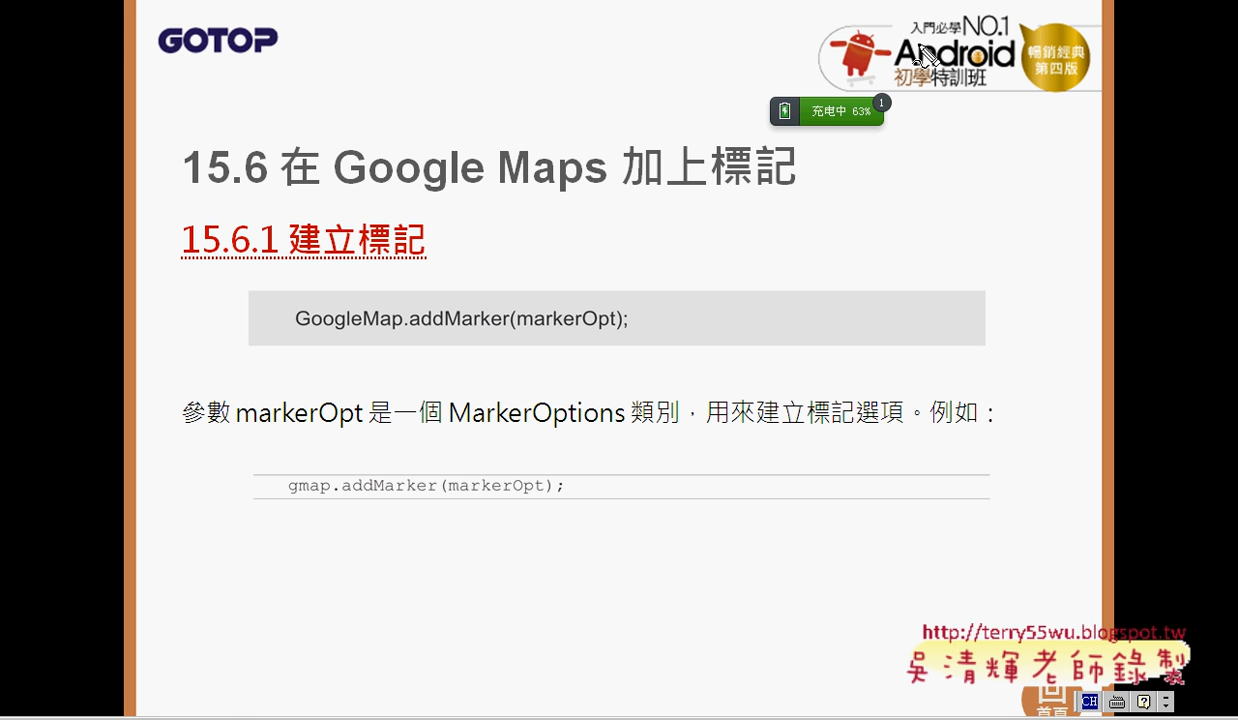 GOTOP
入門必學NO.1
Android
初學特訓班
暢銷經典
第四版
充电中 63%
1
15.6 在 Google Maps 加上標記
15.6.1 建立標記
GoogleMap.addMarker(markerOpt);
參數 markerOpt 是一個 MarkerOptions 類別，用來建立標記選項。例如：
gmap.addMarker(markerOpt);
http://terry55wu.blogspot.tw
吳清輝老師錄製
回
首頁
CH